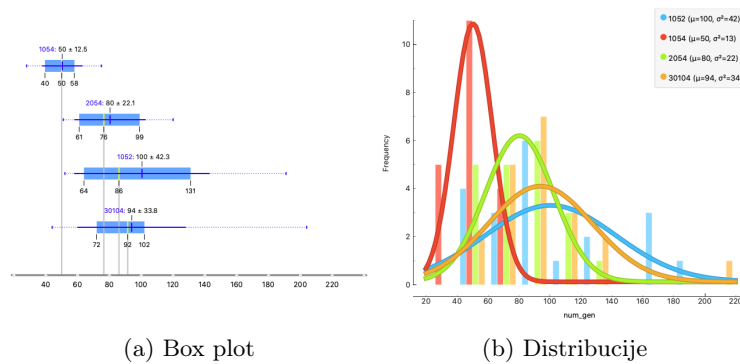 1054: 50 ± 12.5
40 50 58
2054: 80 ± 22.1
61 76 99
1052: 100 ± 42.3
64 86 131
30104: 94 ± 33.8
72 92 102
40 60 80 100 120 140 160 180 200 220
(a) Box plot
1052 (μ=100, σ²=42)
1054 (μ=50, σ²=13)
2054 (μ=80, σ²=22)
30104 (μ=94, σ²=34
Frequency
10
8
6
4
2
0
20 40 60 80 100 120 140 160 180 200 220
num_gen
(b) Distribucije